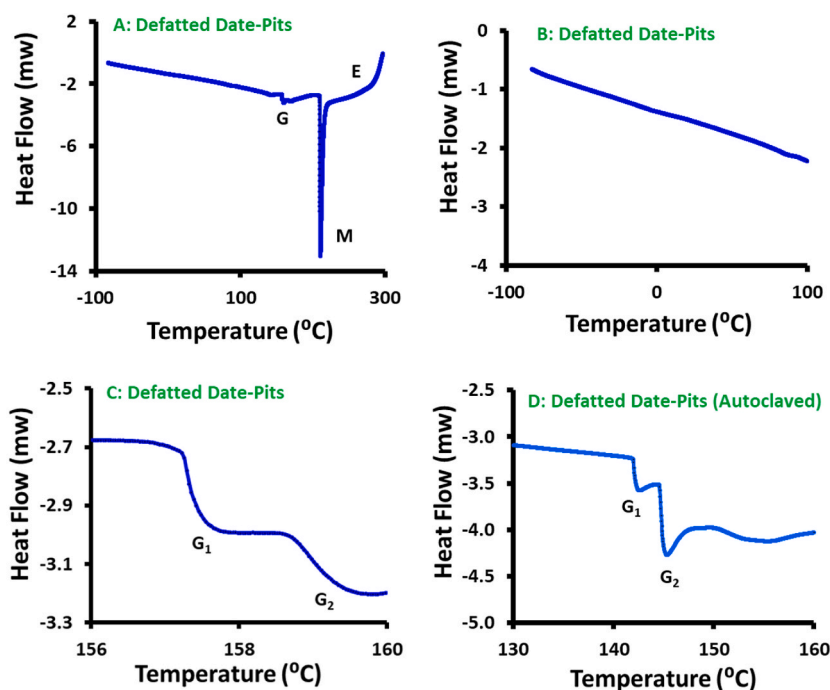 A: Defatted Date-Pits
Heat Flow (mw)
2
-2
-6
-10
-14
G
E
M
-100 100 300
Temperature (⁰C)
B: Defatted Date-Pits
Heat Flow (mw)
0
-1
-2
-3
-4
-100 0 100
Temperature (⁰C)
C: Defatted Date-Pits
Heat Flow (mw)
-2.5
-2.7
-2.9
-3.1
-3.3
G₁
G₂
156 158 160
Temperature (⁰C)
D: Defatted Date-Pits (Autoclaved)
Heat Flow (mw)
-2.5
-3.0
-3.5
-4.0
-4.5
-5.0
G₁
G₂
130 140 150 160
Temperature (⁰C)